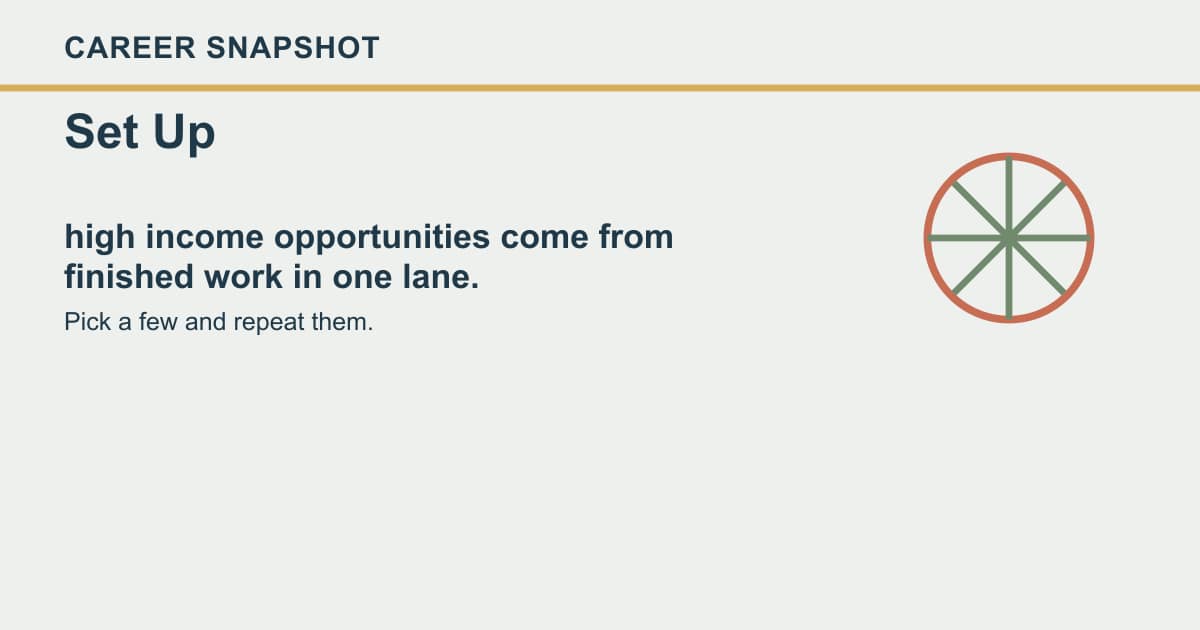 CAREER SNAPSHOT
Set Up
high income opportunities come from
finished work in one lane.
Pick a few and repeat them.